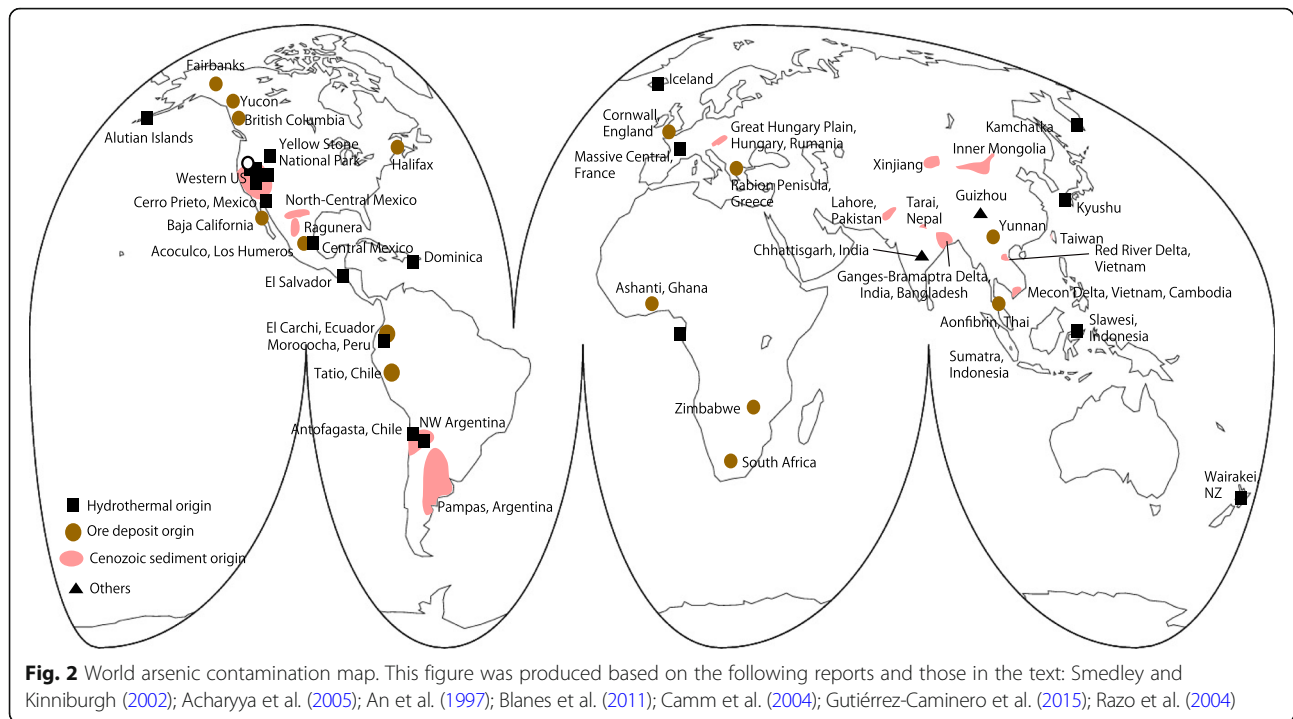 Fairbanks
Yucon
British Columbia
Alutian Islands
Yellow Stone
National Park
Halifax
Western US
Cerro Prieto, Mexico
North-Central Mexico
Baja California
Ragunera
Acoculco, Los Humeros
Central Mexico
Dominica
El Salvador
El Carchi, Ecuador
Morococha, Peru
Tatio, Chile
Antofagasta, Chile
NW Argentina
Pampas, Argentina
Iceland
Cornwall,
England
Great Hungary Plain,
Hungary, Rumania
Massive Central,
France
Rabion Penisula,
Greece
Kamchatka
Inner Mongolia
Xinjiang
Guizhou
Kyushu
Lahore,
Pakistan
Tarai,
Nepal
Yunnan
Taiwan
Chhattisgarh, India
Red River Delta,
Vietnam
Ganges-Bramaptra Delta,
India, Bangladesh
Mecon Delta, Vietnam, Cambodia
Ashanti, Ghana
Aonfibrin, Thai
Slawesi,
Indonesia
Sumatra,
Indonesia
Zimbabwe
South Africa
Wairakei,
NZ
Hydrothermal origin
Ore deposit orgin
Cenozoic sediment origin
Others
Fig. 2 World arsenic contamination map. This figure was produced based on the following reports and those in the text: Smedley and
Kinniburgh (2002); Acharyya et al. (2005); An et al. (1997); Blanes et al. (2011); Camm et al. (2004); Gutiérrez-Caminero et al. (2015); Razo et al. (2004)